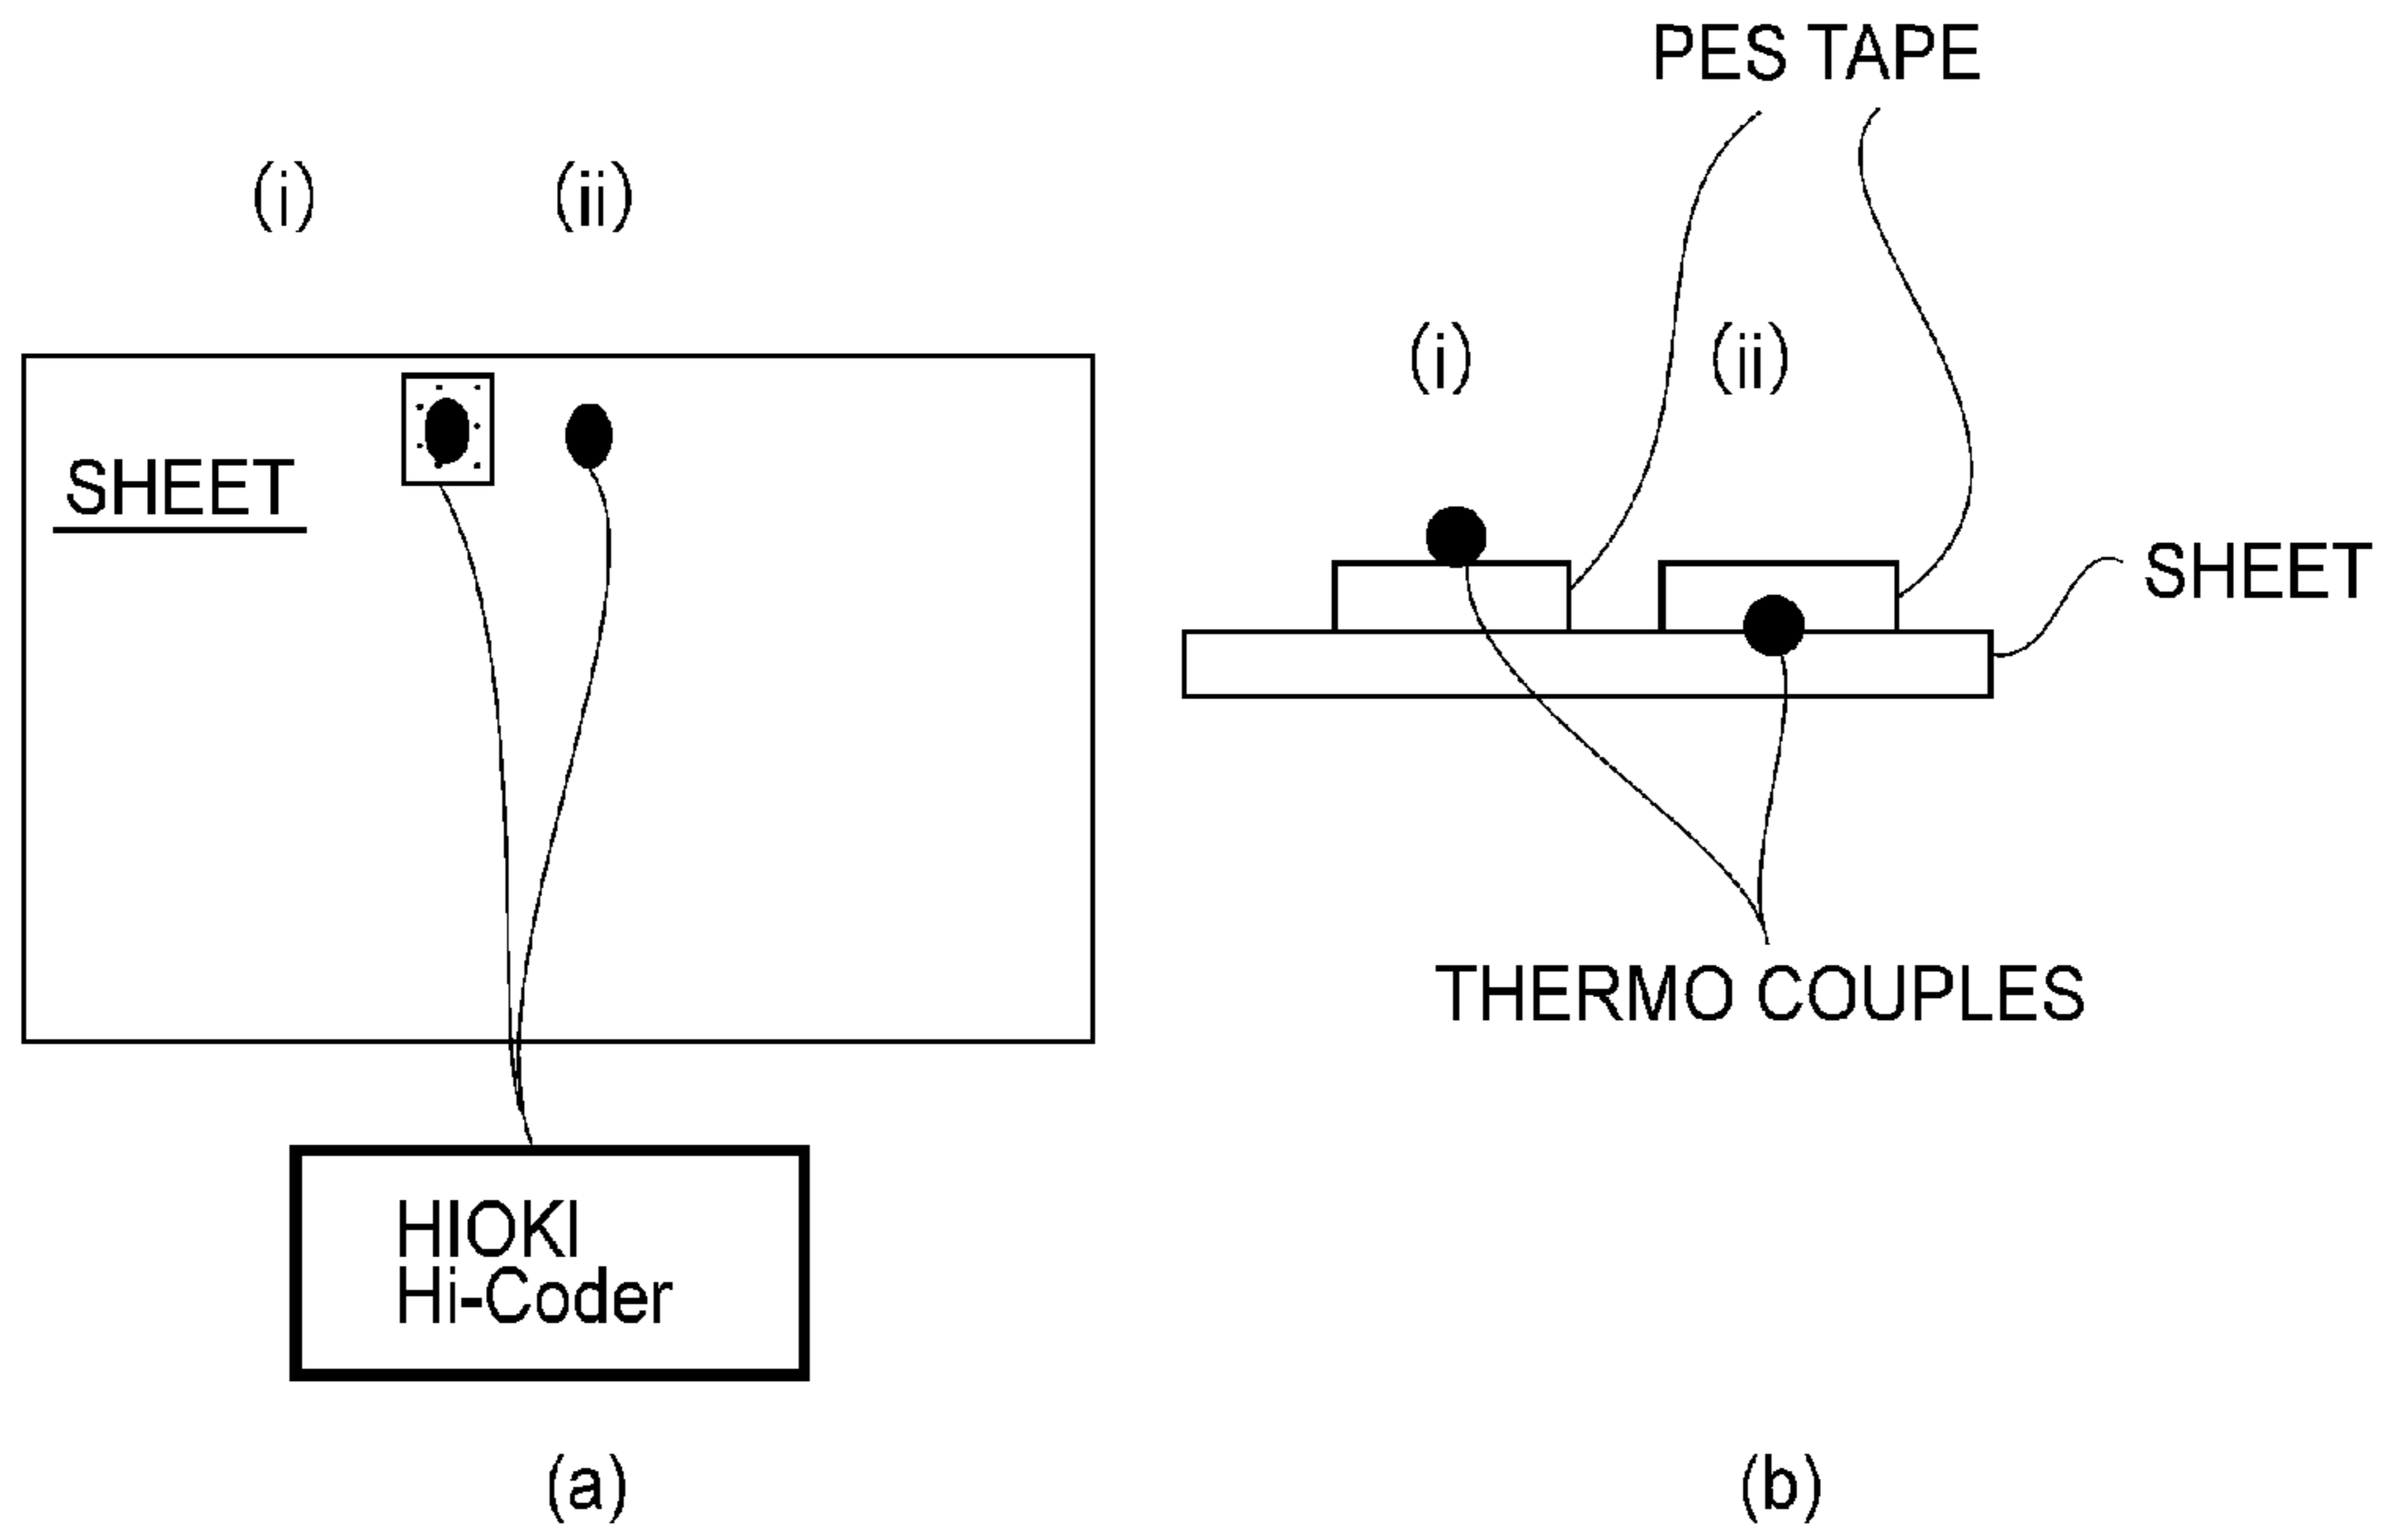 PES TAPE
(i) (ii)
(i) (ii)
SHEET
SHEET
THERMO COUPLES
HIOKI
Hi-Coder
(a) (b)